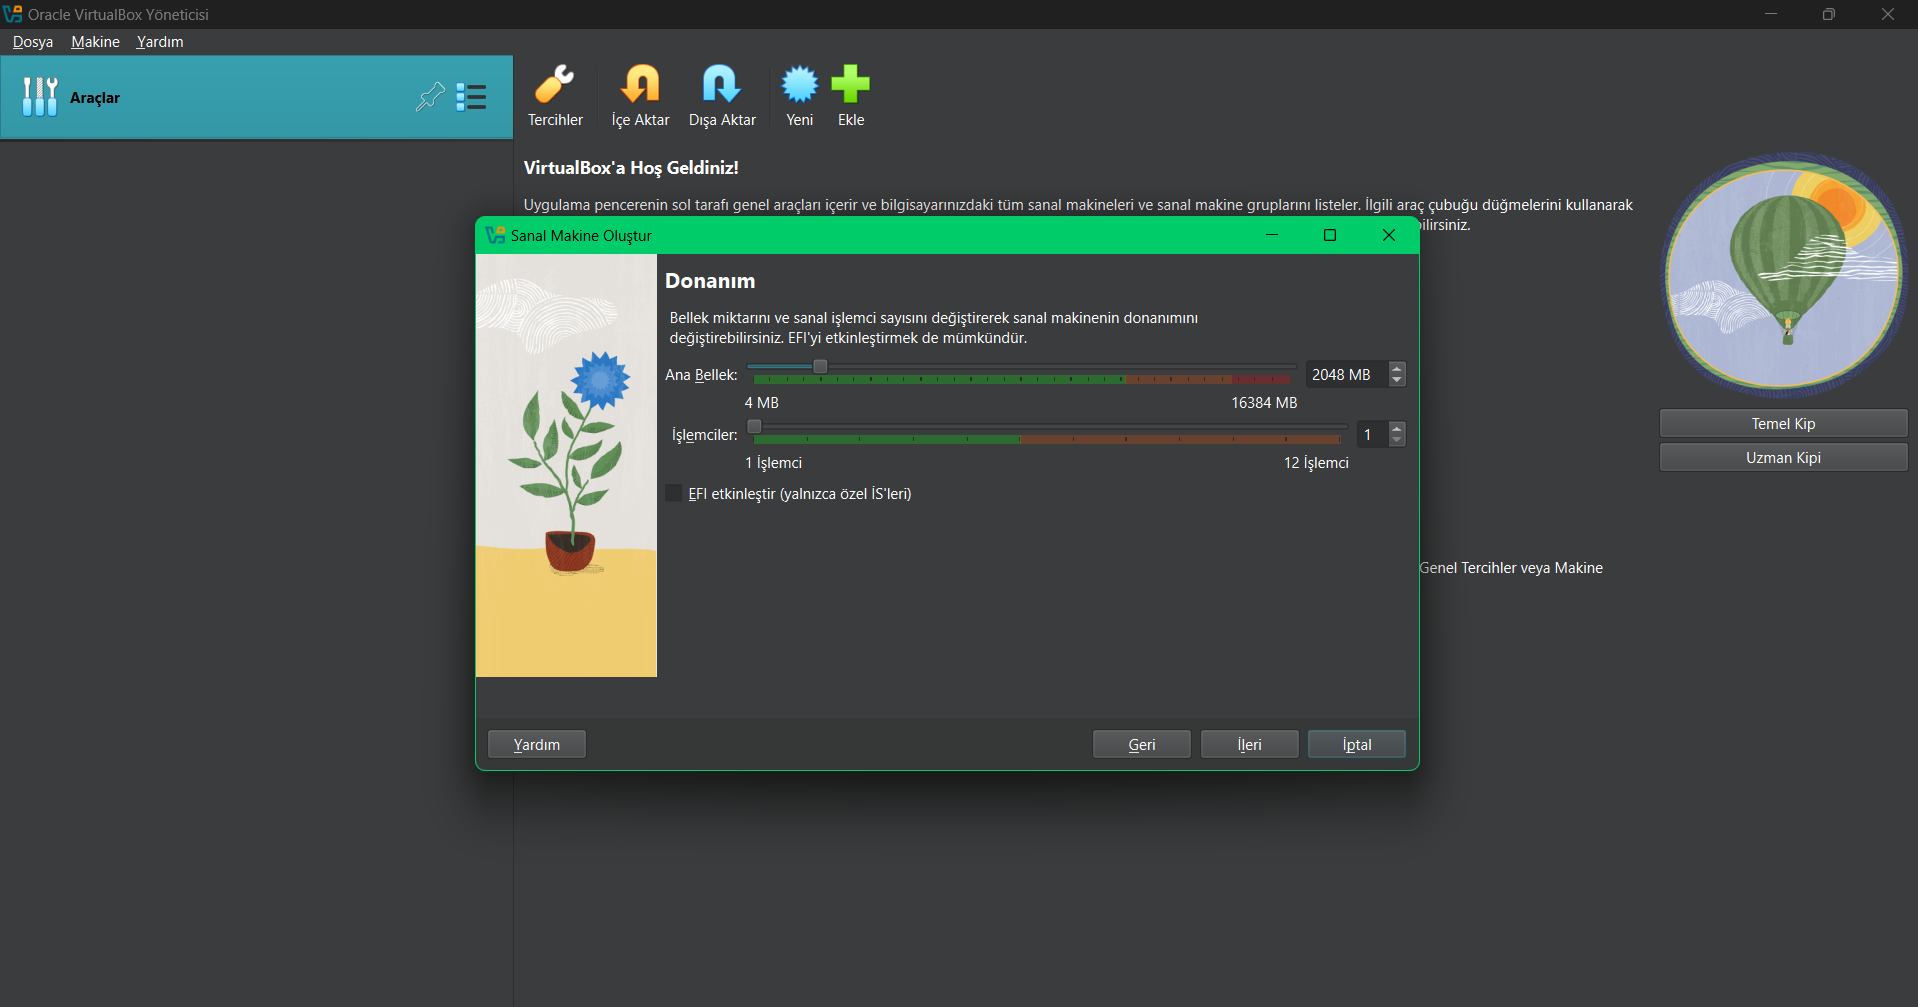 Oracle VirtualBox Yöneticisi
Dosya Makine Yardım
Araçlar
Tercihler İçe Aktar Dışa Aktar Yeni Ekle
VirtualBox'a Hoş Geldiniz!
Uygulama pencerenin sol tarafı genel araçları içerir ve bilgisayarınızdaki tüm sanal makineleri ve sanal makine gruplarını listeler. İlgili araç çubuğu düğmelerini kullanarak
bilirsiniz.
Sanal Makine Oluştur
Donanım
Bellek miktarını ve sanal işlemci sayısını değiştirerek sanal makinenin donanımını
değiştirebilirsiniz. EFI'yi etkinleştirmek de mümkündür.
Ana Bellek: 2048 MB
4 MB 16384 MB
İşlemciler: 1
1 İşlemci 12 İşlemci
EFI etkinleştir (yalnızca özel İS'leri)
Temel Kip
Uzman Kipi
Genel Tercihler veya Makine
Yardım Geri İleri İptal